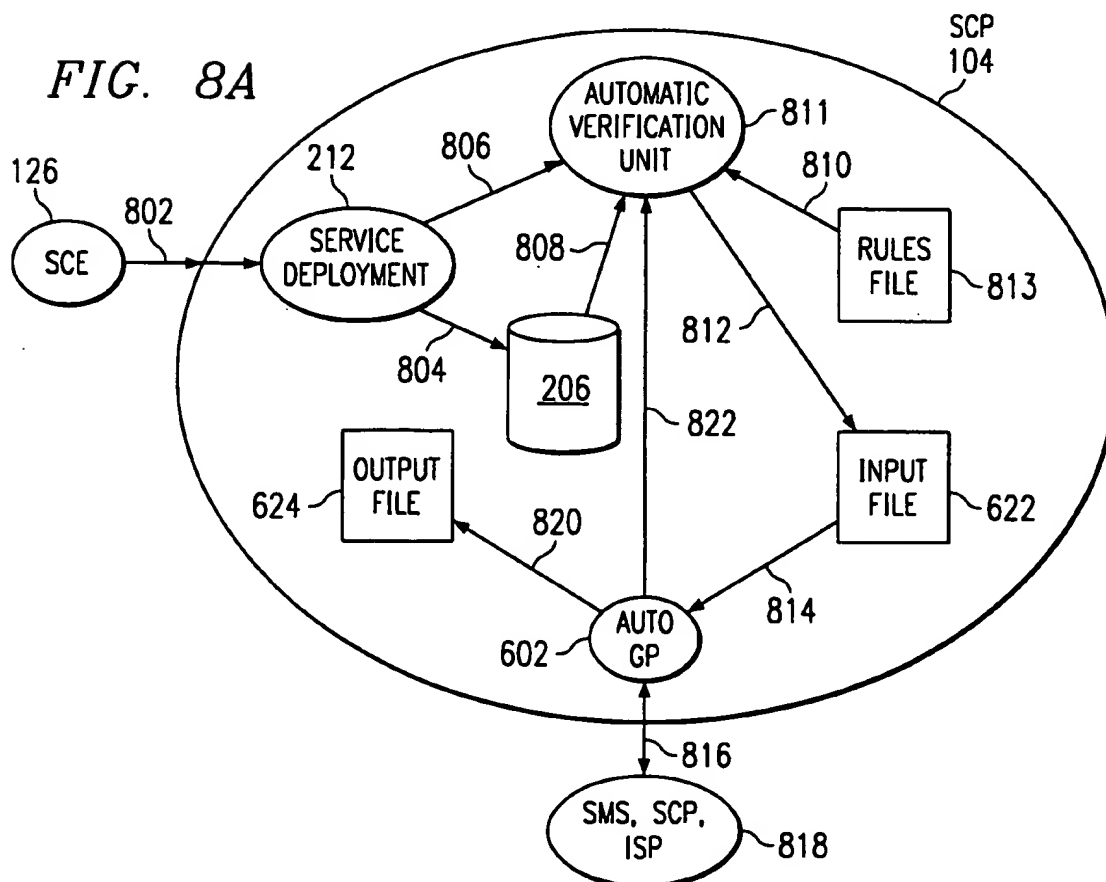 FIG. 8A
SCP
104
AUTOMATIC
VERIFICATION
UNIT
811
806
212
810
126
802
SCE
SERVICE
DEPLOYMENT
808
RULES
FILE
813
804
206
812
822
OUTPUT
FILE
624
INPUT
FILE
622
820
814
AUTO
GP
602
816
SMS, SCP,
ISP
818